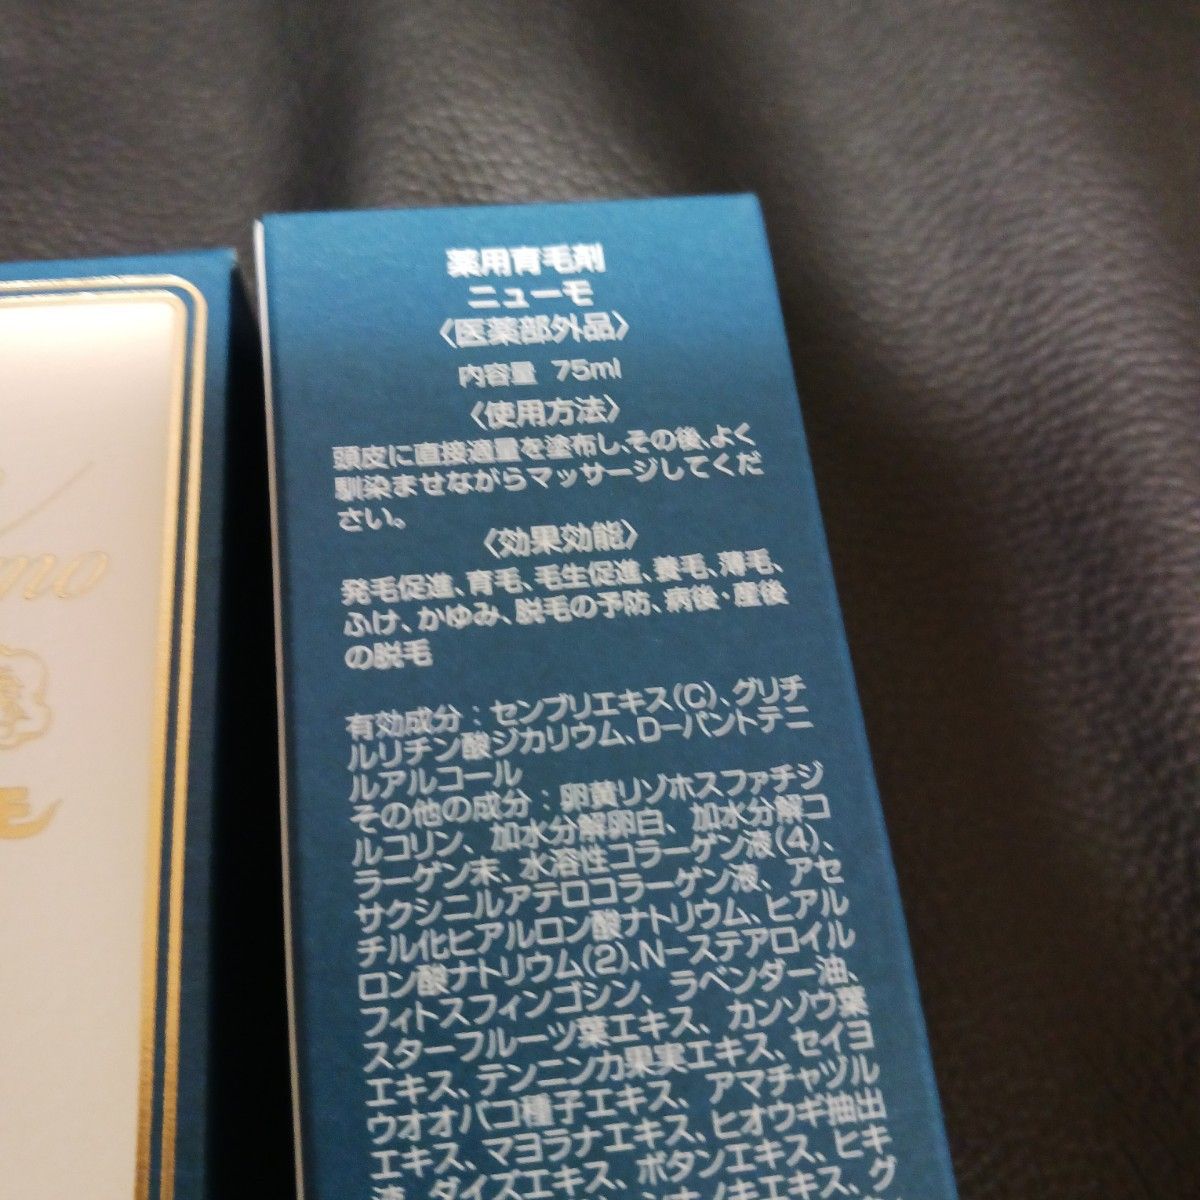 薬用育毛剤
ニューモ
〈医薬部外品〉
内容量 75ml
〈使用方法〉
頭皮に直接適量を塗布し、その後、よく
馴染ませながらマッサージしてくだ
さい。
〈効果効能〉
発毛促進、育毛、毛生促進、養毛、薄毛、
ふけ、かゆみ、脱毛の予防、病後・産後
の脱毛
有効成分：センブリエキス(C)、グリチ
ルリチン酸ジカリウム、D-パントテニ
ルアルコール
その他の成分：卵黄リゾホスファチジ
ルコリン、加水分解卵白、加水分解コ
ラーゲン末、水溶性コラーゲン液(4)、
サクシニルアテロコラーゲン液、アセ
チル化ヒアルロン酸ナトリウム、ヒアル
ロン酸ナトリウム(2)、N-ステアロイル
フィトスフィンゴシン、ラベンダー油、
スターフルーツ葉エキス、カンゾウ葉
エキス、テンニンカ果実エキス、セイヨ
ウオオバコ種子エキス、アマチャヅル
エキス、マヨラナエキス、ヒオウギ抽出
液、ダイズエキス、ボタンエキス、ヒキ
mo